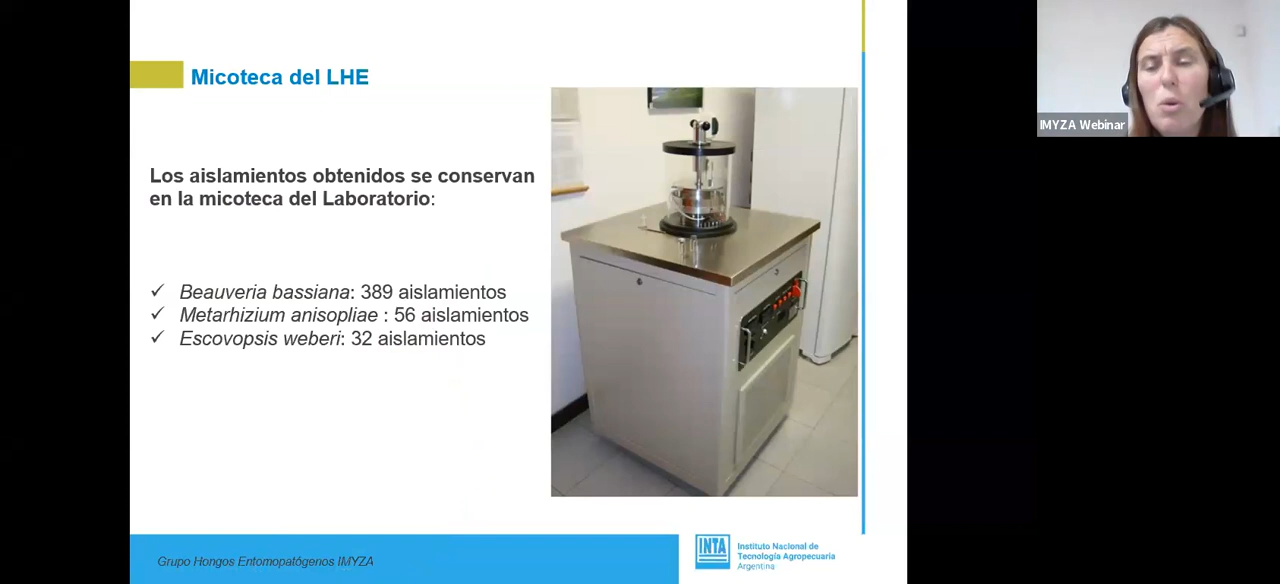 Micoteca del LHE
Los aislamientos obtenidos se conservan
en la micoteca del Laboratorio:
✓ Beauveria bassiana: 389 aislamientos
✓ Metarhizium anisopliae : 56 aislamientos
✓ Escovopsis weberi: 32 aislamientos
Grupo Hongos Entomopatógenos IMYZA
INTA
Instituto Nacional de
Tecnología Agropecuaria
Argentina
IMYZA Webinar